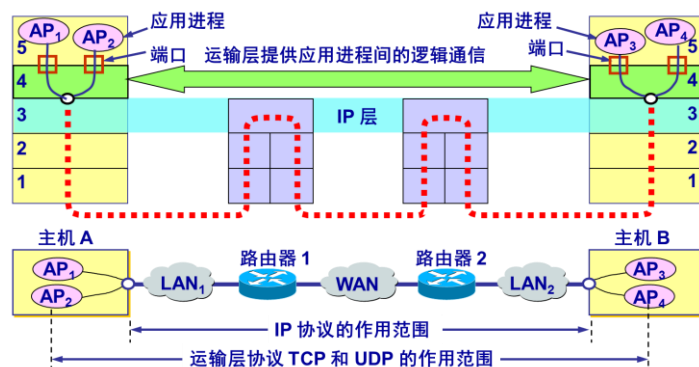 应用进程
应用进程
5
AP1
AP2
AP3
AP4
5
端口
运输层提供应用进程间的逻辑通信
端口
4
4
3
IP 层
3
2
2
1
1
主机 A
路由器 1
路由器 2
主机 B
AP1
AP2
LAN1
WAN
LAN2
AP3
AP4
IP 协议的作用范围
运输层协议 TCP 和 UDP 的作用范围